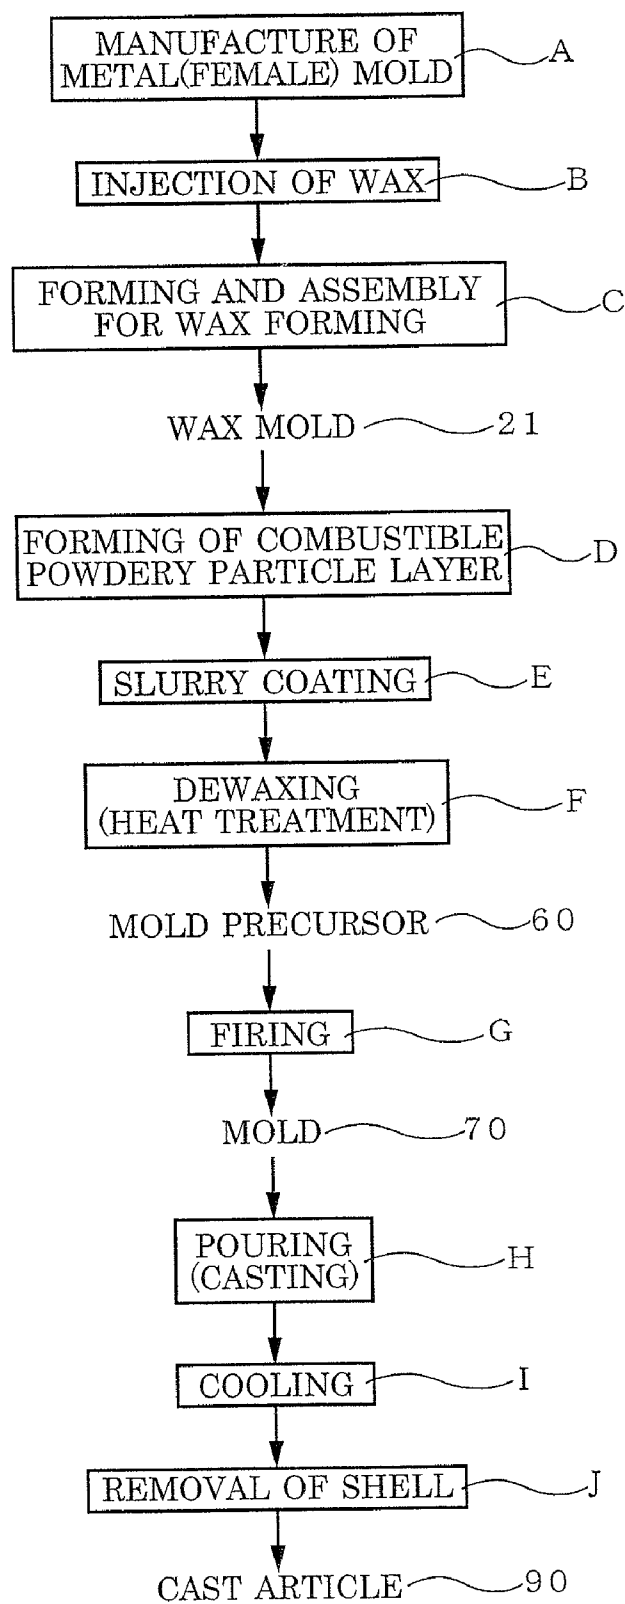 MANUFACTURE OF
METAL(FEMALE) MOLD
A
INJECTION OF WAX
B
FORMING AND ASSEMBLY
FOR WAX FORMING
C
WAX MOLD
21
FORMING OF COMBUSTIBLE
POWDERY PARTICLE LAYER
D
SLURRY COATING
E
DEWAXING
(HEAT TREATMENT)
F
MOLD PRECURSOR
60
FIRING
G
MOLD
70
POURING
(CASTING)
H
COOLING
I
REMOVAL OF SHELL
J
CAST ARTICLE
90